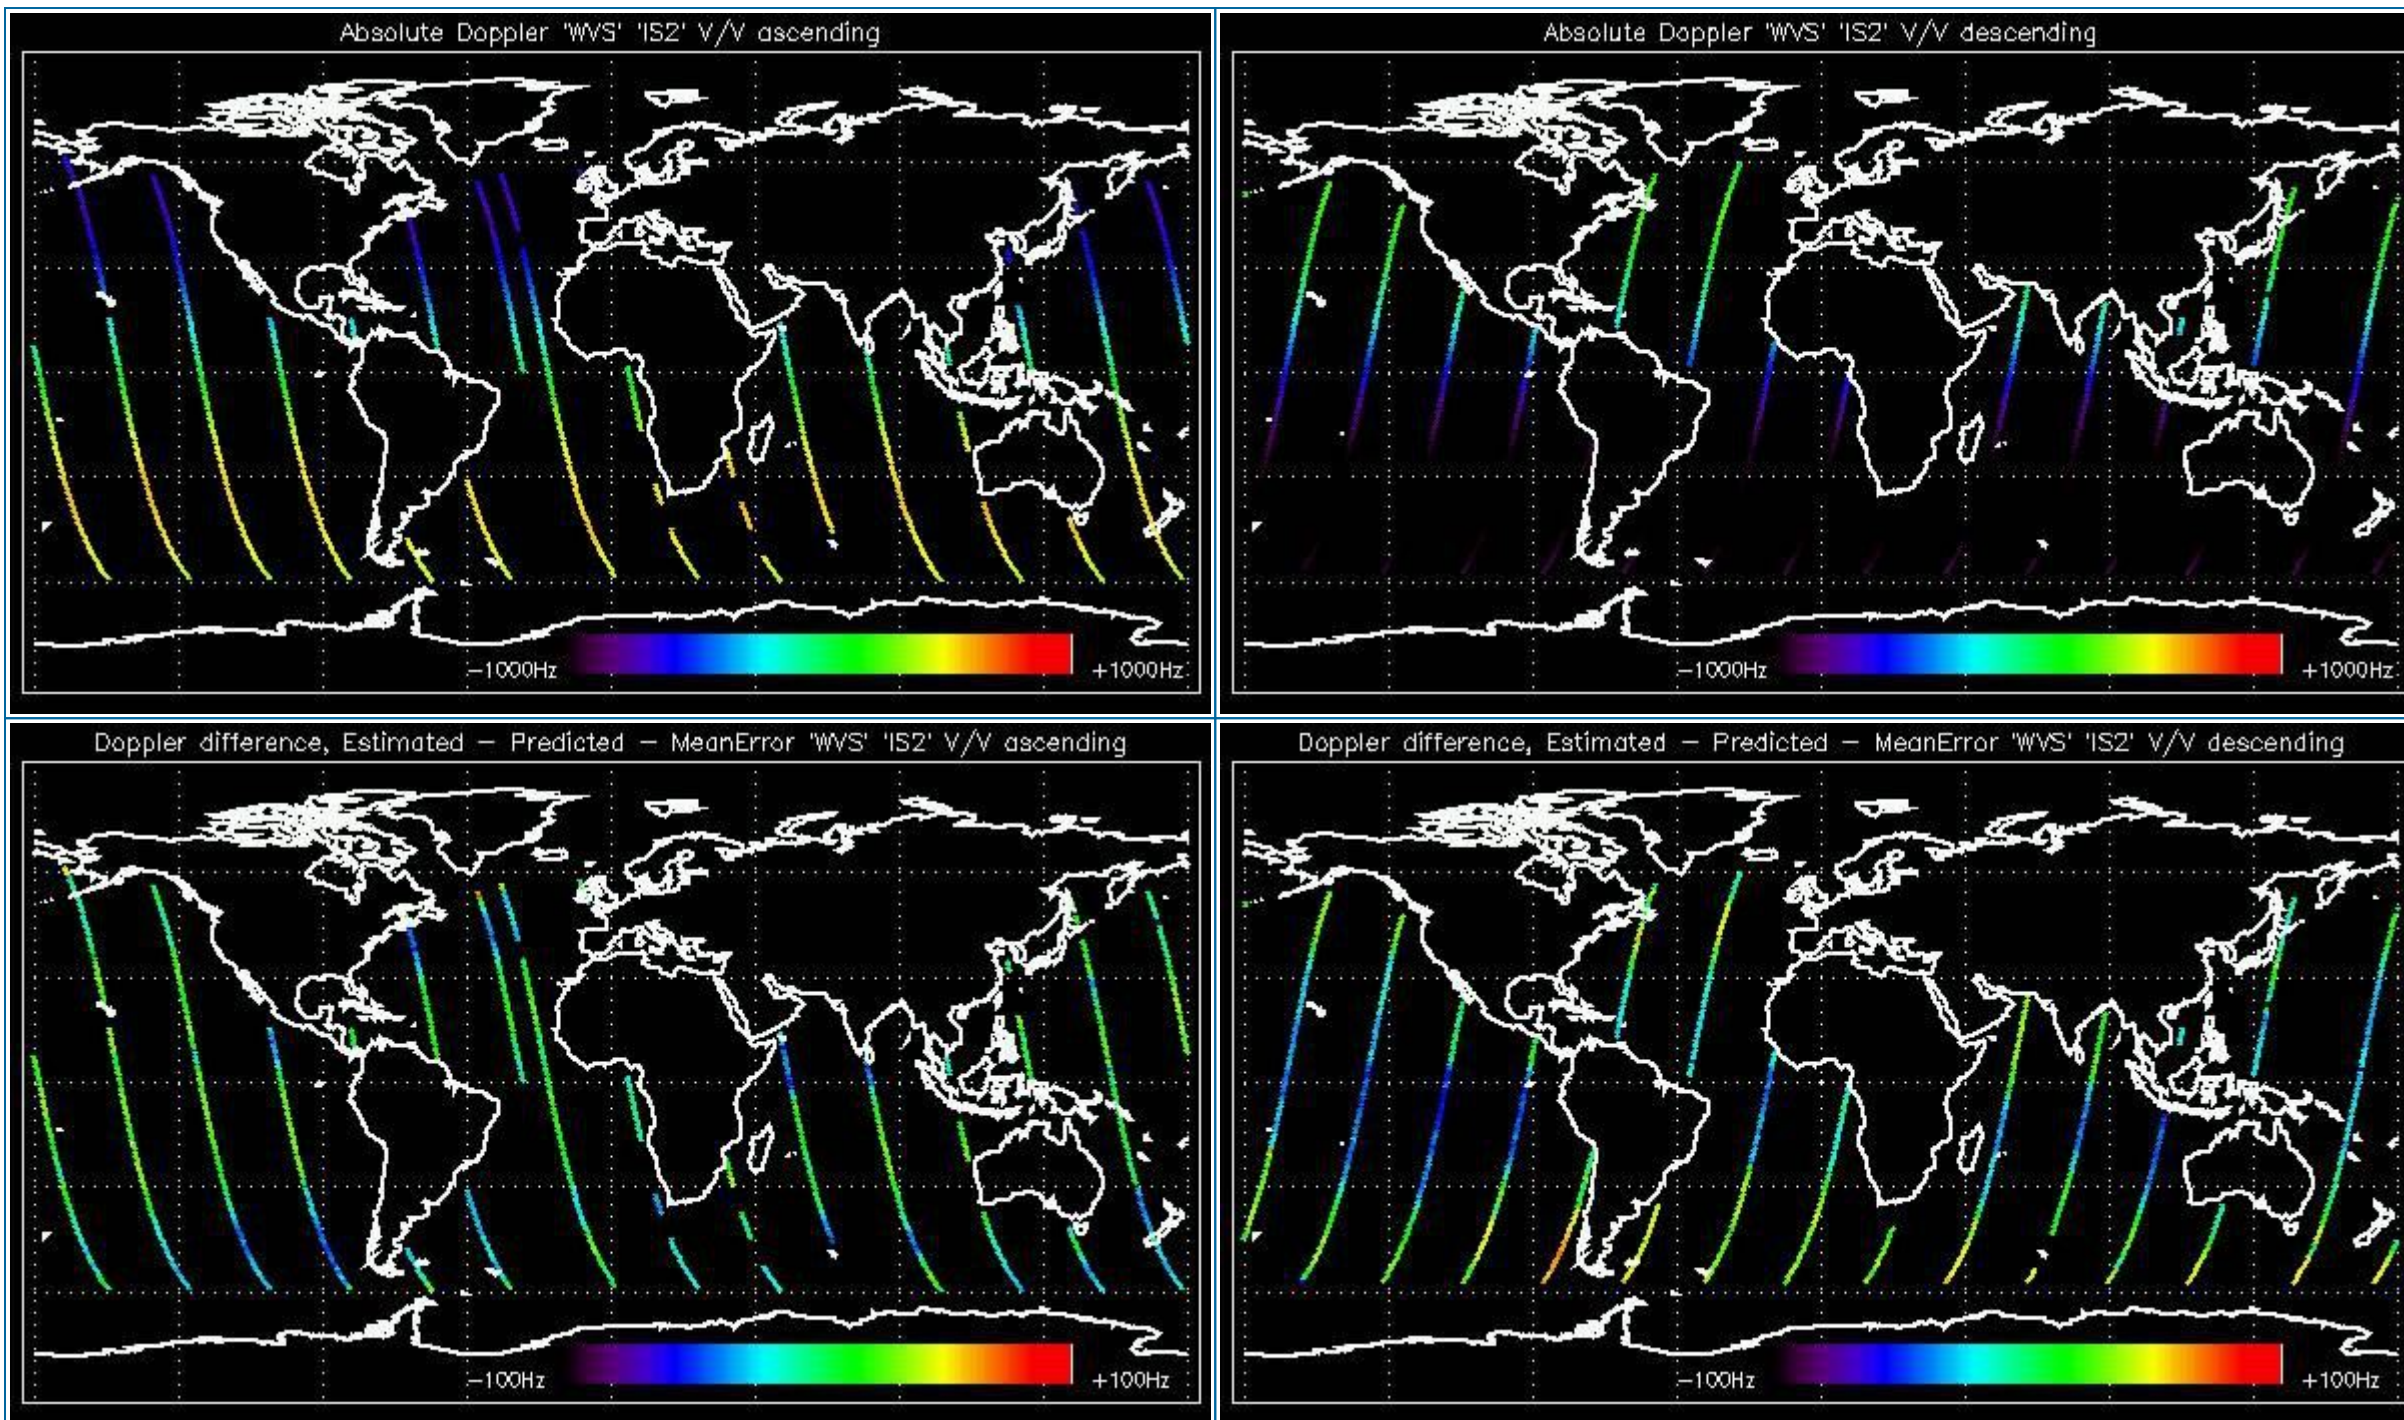 Absolute Doppler 'WVS' 'IS2' V/V ascending
-1000Hz
+1000Hz
Absolute Doppler 'WVS' 'IS2' V/V descending
-1000Hz
+1000Hz
Doppler difference, Estimated - Predicted - MeanError 'WVS' 'IS2' V/V ascending
-100Hz
+100Hz
Doppler difference, Estimated - Predicted - MeanError 'WVS' 'IS2' V/V descending
-100Hz
+100Hz